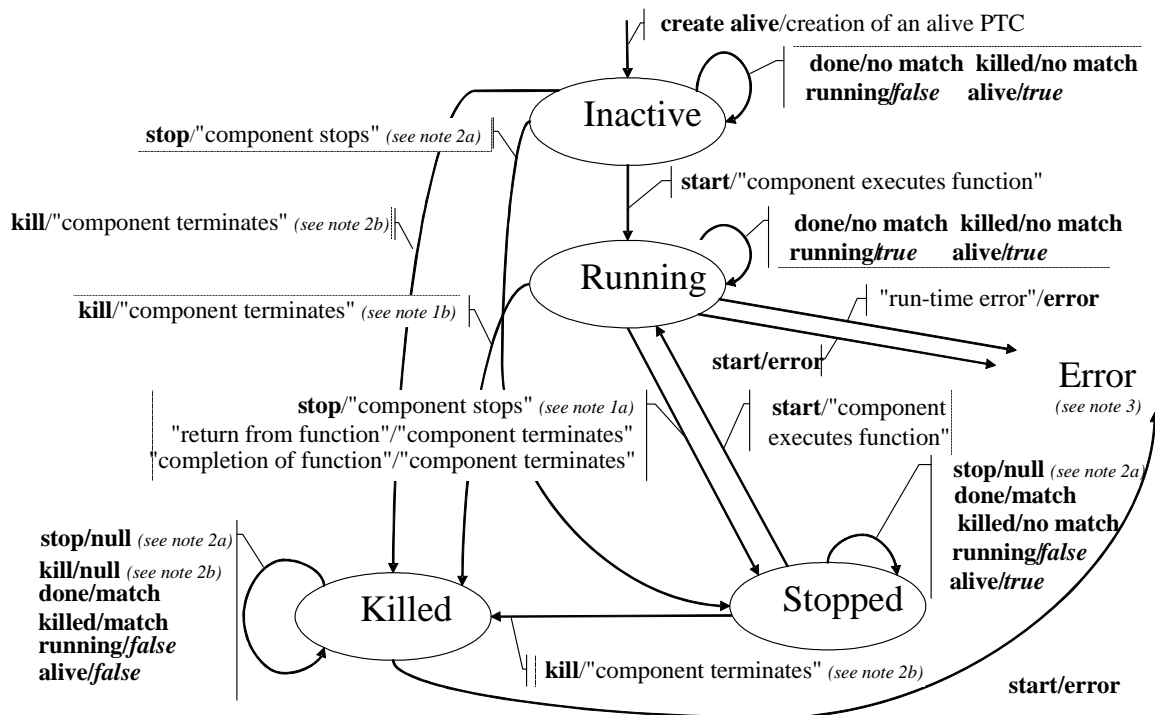 create alive/creation of an alive PTC
done/no match killed/no match
running/false alive/true
Inactive
stop/"component stops" (see note 2a)
start/"component executes function"
kill/"component terminates" (see note 2b)
done/no match killed/no match
running/true alive/true
Running
kill/"component terminates" (see note 1b)
"run-time error"/error
start/error
Error
(see note 3)
stop/"component stops" (see note 1a)
"return from function"/"component terminates"
"completion of function"/"component terminates"
start/"component
executes function"
stop/null (see note 2a)
done/match
killed/no match
running/false
alive/true
stop/null (see note 2a)
kill/null (see note 2b)
done/match
killed/match
running/false
alive/false
Killed
Stopped
kill/"component terminates" (see note 2b)
start/error